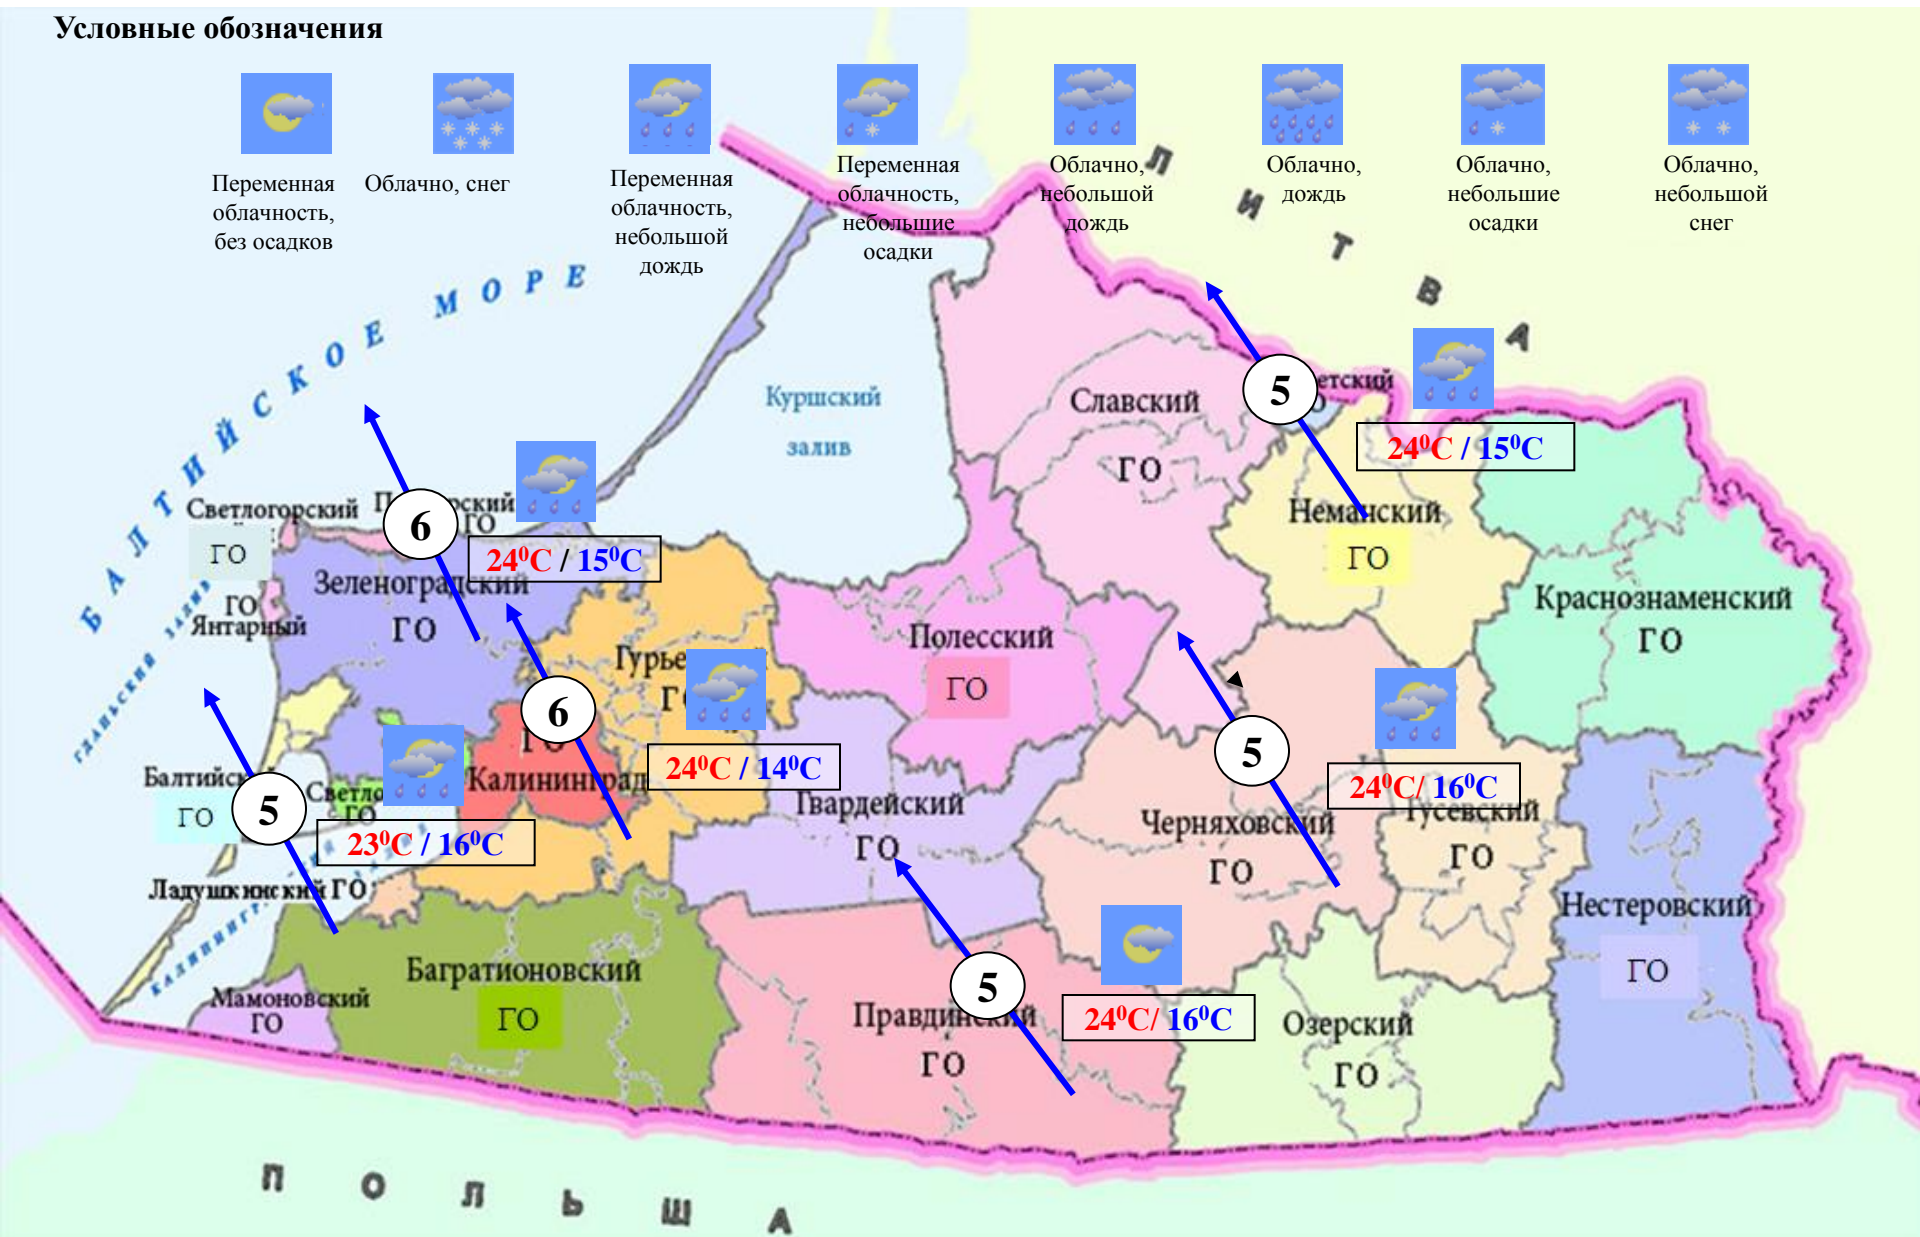 Условные обозначения
Переменная
облачность,
без осадков
Облачно, снег
Переменная
облачность,
небольшой
дождь
Переменная
облачность,
небольшие
осадки
Облачно,
небольшой
дождь
Облачно,
дождь
Облачно,
небольшие
осадки
Облачно,
небольшой
снег
БАЛТИЙСКОЕ МОРЕ
ЛИТВА
Куршский
залив
Славский
ГО
5
24⁰С / 15⁰С
Неманский
ГО
Краснознаменский
ГО
Светлогорский
ГО
ГО
6
24⁰С / 15⁰С
Зеленоградский
ГО
ГО
Янтарный
Полесский
ГО
6
24⁰С / 14⁰С
ГО
Калининград
Балтийск
ГО
5
ГО
23⁰С / 16⁰С
Ладушкинский ГО
Гвардейский
ГО
5
24⁰С/ 16⁰С
Черняховский
ГО
Гусевский
ГО
Нестеровский
ГО
Багратионовский
ГО
Мамоновский
ГО
5
24⁰С/ 16⁰С
Правдинский
ГО
Озерский
ГО
ПОЛЬША